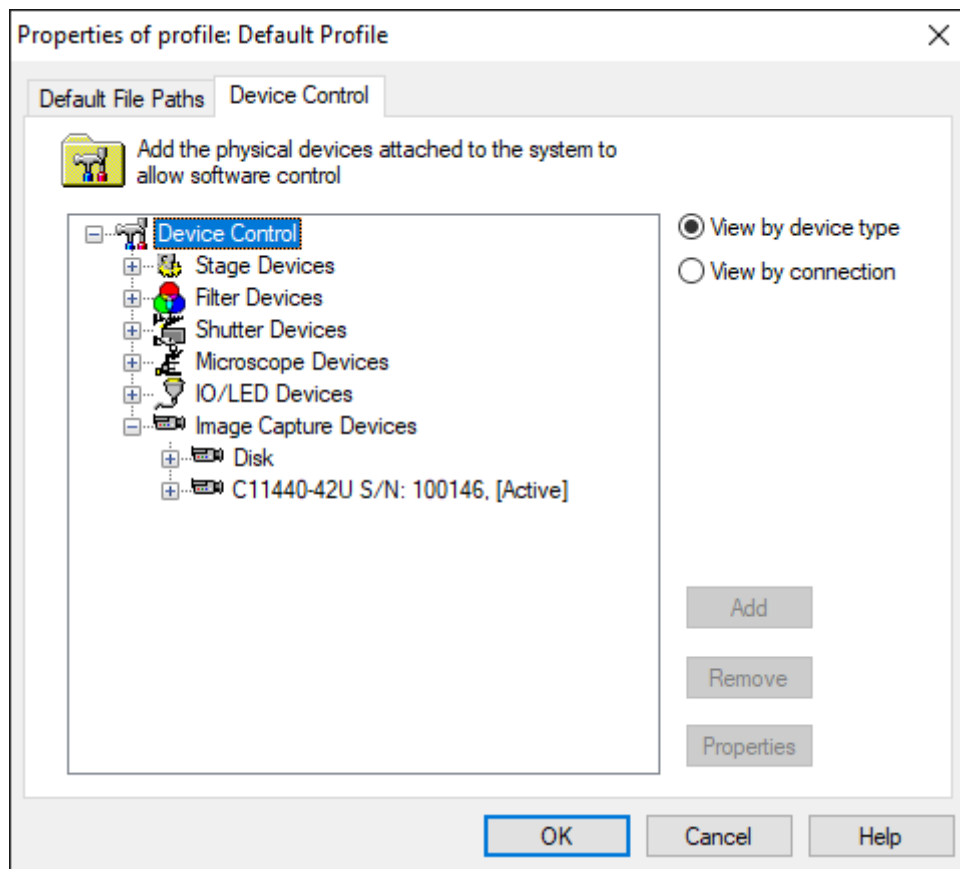 Properties of profile: Default Profile
Default File Paths
Device Control
Add the physical devices attached to the system to
allow software control
Device Control
Stage Devices
Filter Devices
Shutter Devices
Microscope Devices
IO/LED Devices
Image Capture Devices
Disk
C11440-42U S/N: 100146, [Active]
View by device type
View by connection
Add
Remove
Properties
OK
Cancel
Help